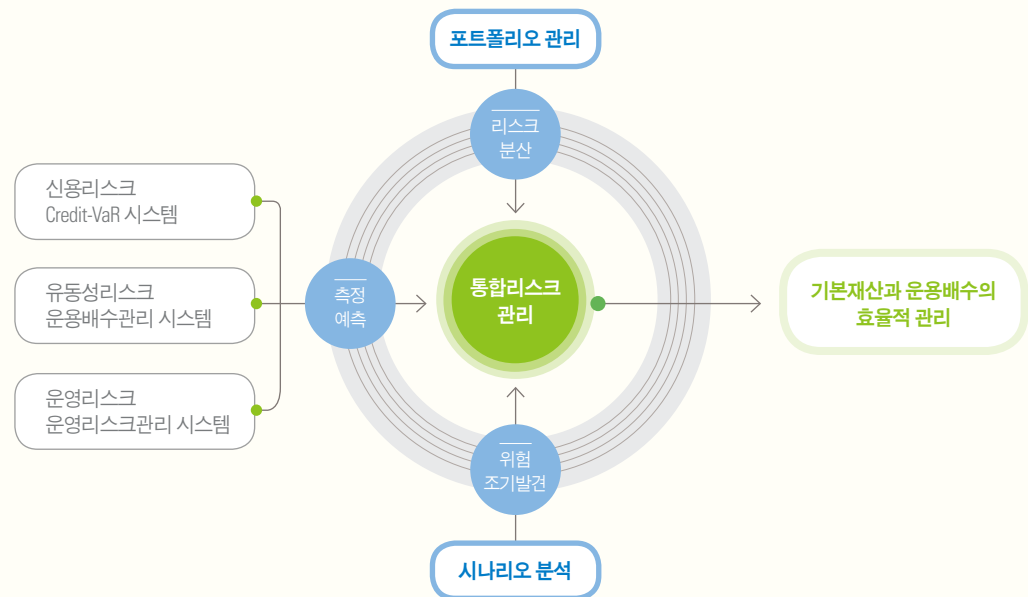 포트폴리오 관리
리스크
분산
신용리스크
Credit-VaR 시스템
유동성리스크
운용배수관리 시스템
운영리스크
운영리스크관리 시스템
측정
예측
통합리스크
관리
기본재산과 운용배수의
효율적 관리
위험
조기발견
시나리오 분석